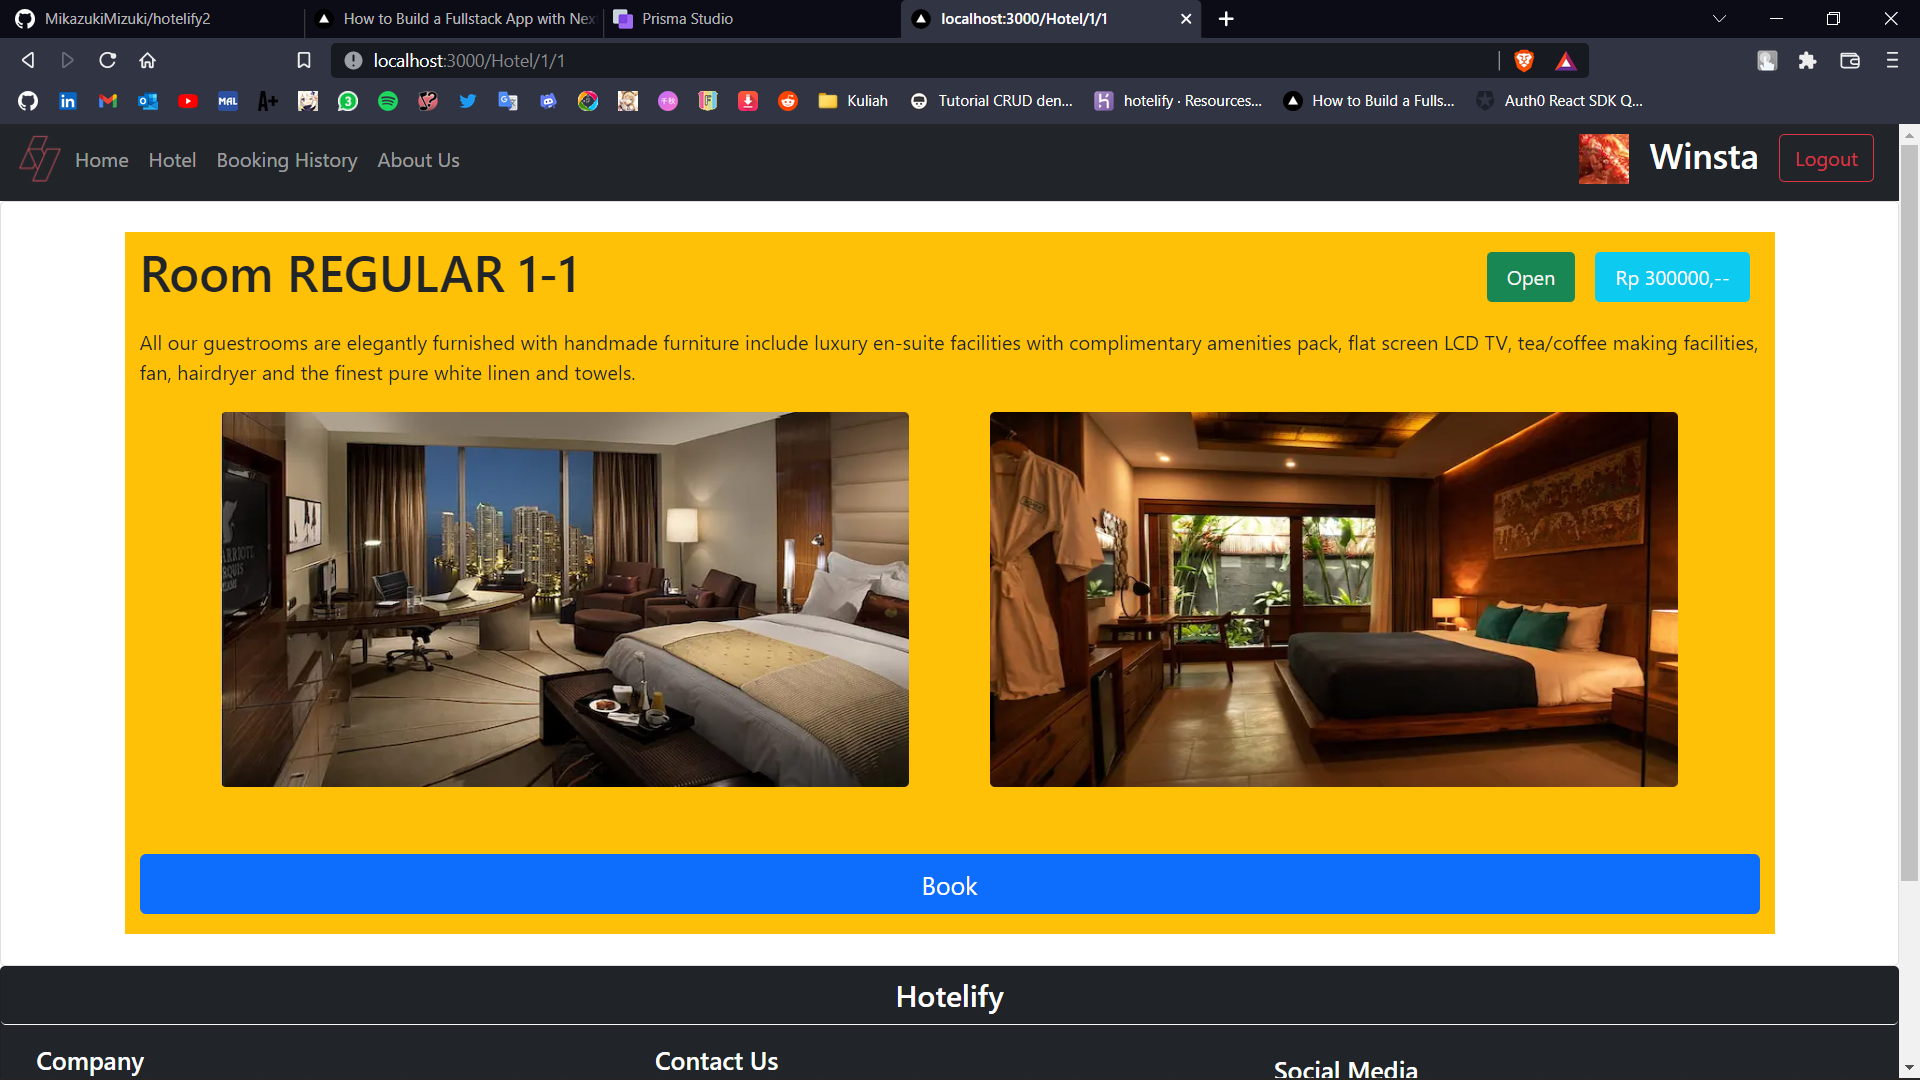 MikazukiMizuki/hotelify2
How to Build a Fullstack App with Nex
Prisma Studio
localhost:3000/Hotel/1/1
localhost:3000/Hotel/1/1
MAL
A+
3
Kuliah
Tutorial CRUD den...
hotelify · Resources...
How to Build a Fulls...
Auth0 React SDK Q...
Home
Hotel
Booking History
About Us
Winsta
Logout
Room REGULAR 1-1
Open
Rp 300000,--
All our guestrooms are elegantly furnished with handmade furniture include luxury en-suite facilities with complimentary amenities pack, flat screen LCD TV, tea/coffee making facilities,
fan, hairdryer and the finest pure white linen and towels.
Book
Hotelify
Company
Contact Us
Social Media